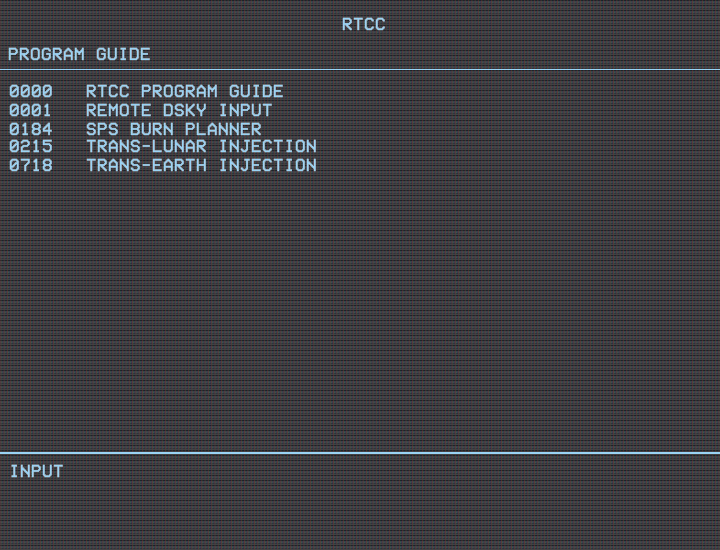 RTCC
PROGRAM GUIDE
0000 RTCC PROGRAM GUIDE
0001 REMOTE DSKY INPUT
0184 SPS BURN PLANNER
0215 TRANS-LUNAR INJECTION
0718 TRANS-EARTH INJECTION
INPUT